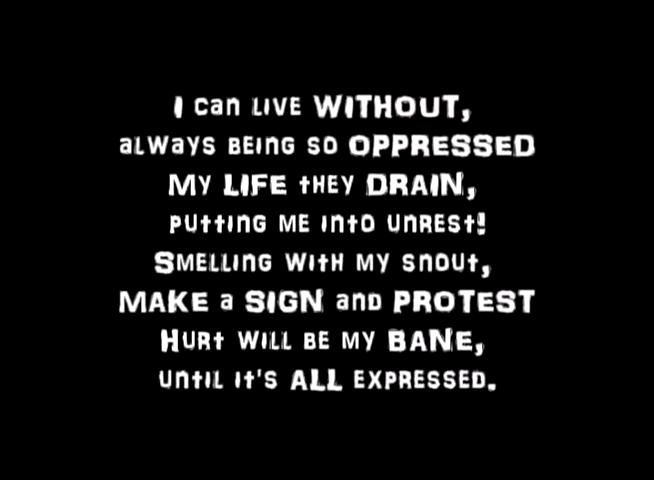 I can LIVE WITHOUT,
aLWayS BEInG SO OPPRESSED
MY LIFE tHEY DRAIN,
PUttInG ME IntO UnRESt!
SMELLInG WItH MY SnOUt,
MAKE a SIGN anD PROTEST
HURt WILL BE MY BANE,
UntIL It'S ALL EXPRESSED.